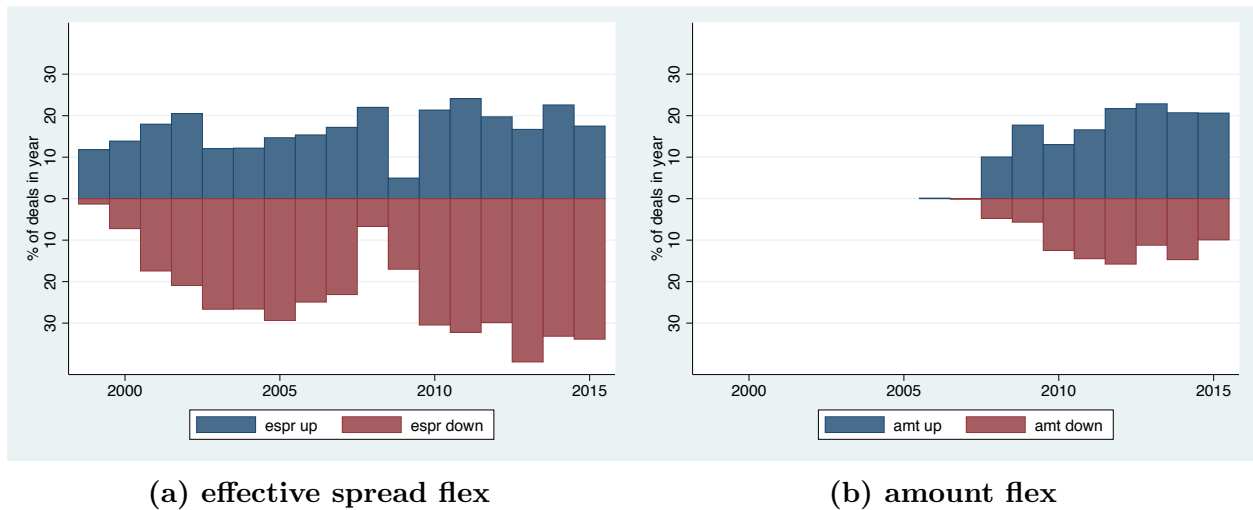 % of deals in year
30
20
10
0
10
20
30
2000
2005
2010
2015
espr up
espr down
(a) effective spread flex
% of deals in year
30
20
10
0
10
20
30
2000
2005
2010
2015
amt up
amt down
(b) amount flex